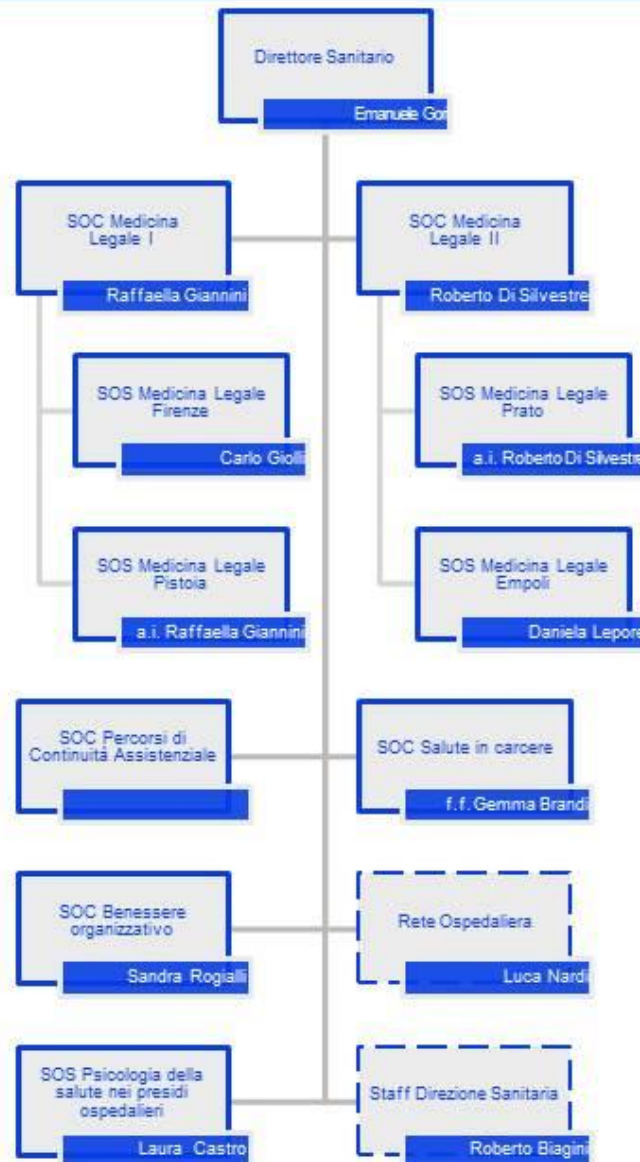 Direttore Sanitario
Emanuele Gor
SOC Medicina
Legale I
Raffaella Giannini
SOC Medicina
Legale II
Roberto Di Silvestre
SOS Medicina Legale
Firenze
Carlo Giolli
SOS Medicina Legale
Prato
a.i. Roberto Di Silvestre
SOS Medicina Legale
Pistoia
a.i. Raffaella Giannini
SOS Medicina Legale
Empoli
Daniela Lepore
SOC Percorsi di
Continuità Assistenziale
SOC Salute in carcere
f.f. Gemma Brandi
SOC Benessere
organizzativo
Sandra Rogialli
Rete Ospedaliera
Luca Nardi
SOS Psicologia della
salute nei presidi
ospedalieri
Laura Castro
Staff Direzione Sanitaria
Roberto Biagini